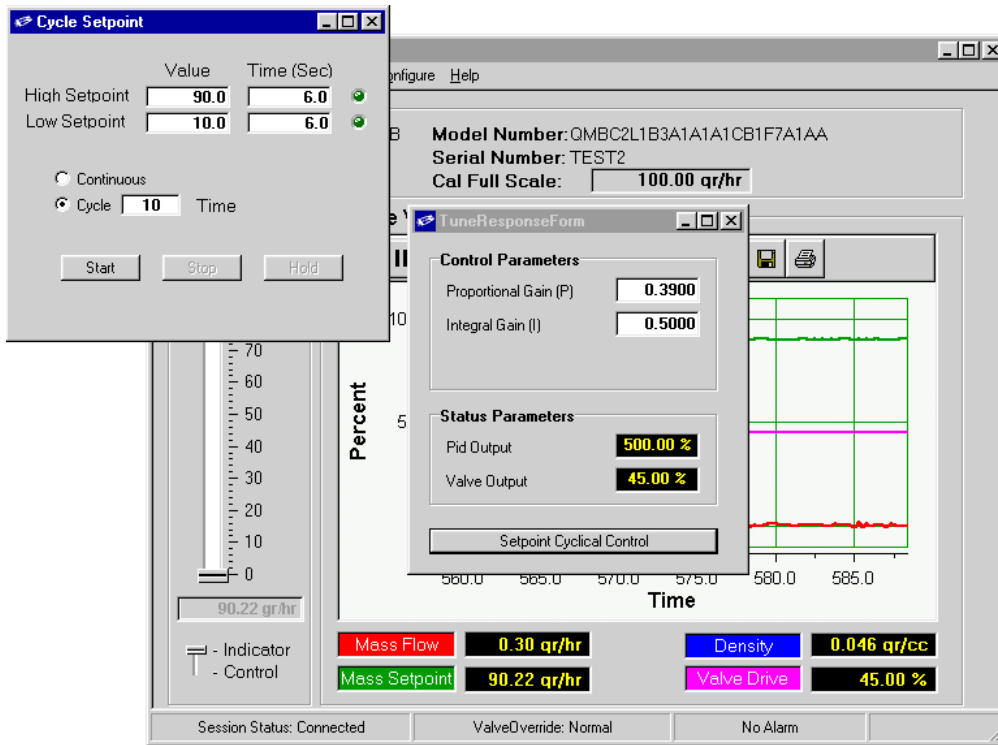 Cycle Setpoint
Value Time (Sec)
High Setpoint 90.0 6.0
Low Setpoint 10.0 6.0
Continuous
Cycle 10 Time
Start Stop Hold
Help
B Model Number: QMBC2L1B3A1A1A1CB1F7A1AA
Serial Number: TEST2
Cal Full Scale: 100.00 gr/hr
TuneResponseForm
Control Parameters
Proportional Gain (P) 0.3900
Integral Gain (I) 0.5000
Status Parameters
Pid Output 500.00 %
Valve Output 45.00 %
Setpoint Cyclical Control
70
60
50
40
30
20
10
0
90.22 gr/hr
- Indicator
- Control
Percent
10
5
560.0 565.0 570.0 575.0 580.0 585.0
Time
Mass Flow 0.30 gr/hr
Density 0.046 gr/cc
Mass Setpoint 90.22 gr/hr
Valve Drive 45.00 %
Session Status: Connected ValveOverride: Normal No Alarm